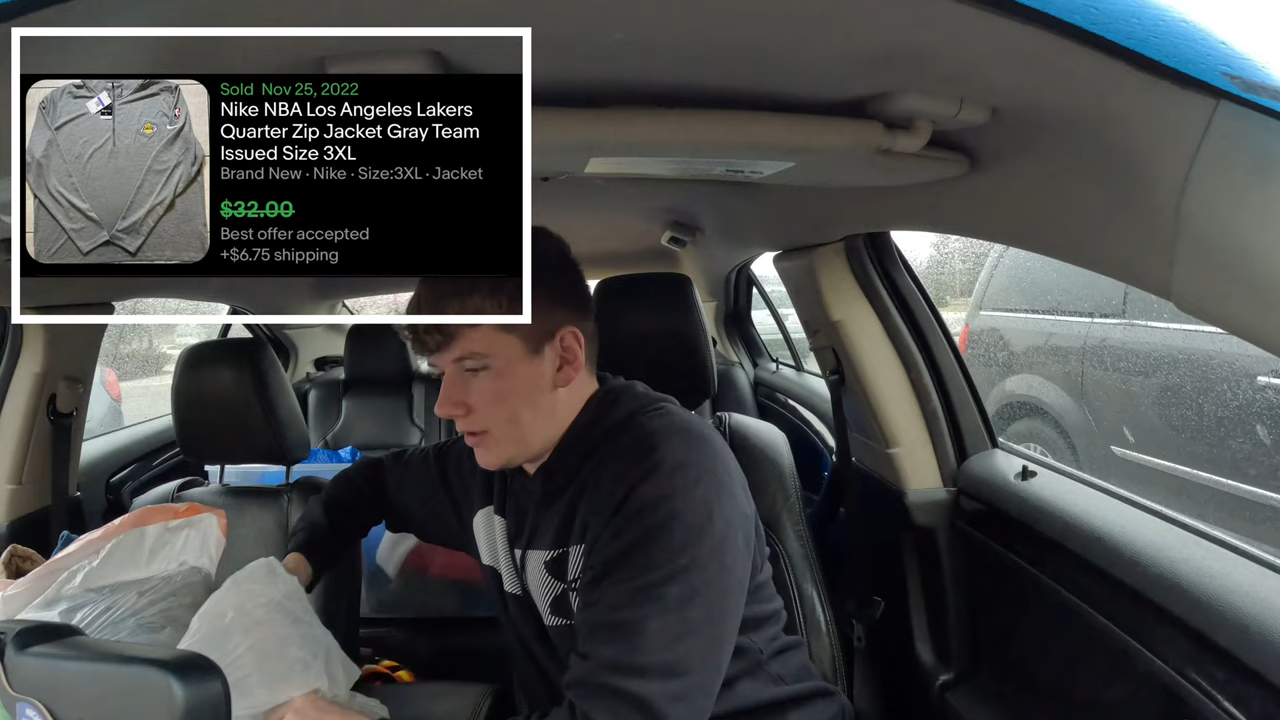 Sold Nov 25, 2022
Nike NBA Los Angeles Lakers
Quarter Zip Jacket Gray Team
Issued Size 3XL
Brand New · Nike · Size:3XL · Jacket
$32.00
Best offer accepted
+$6.75 shipping